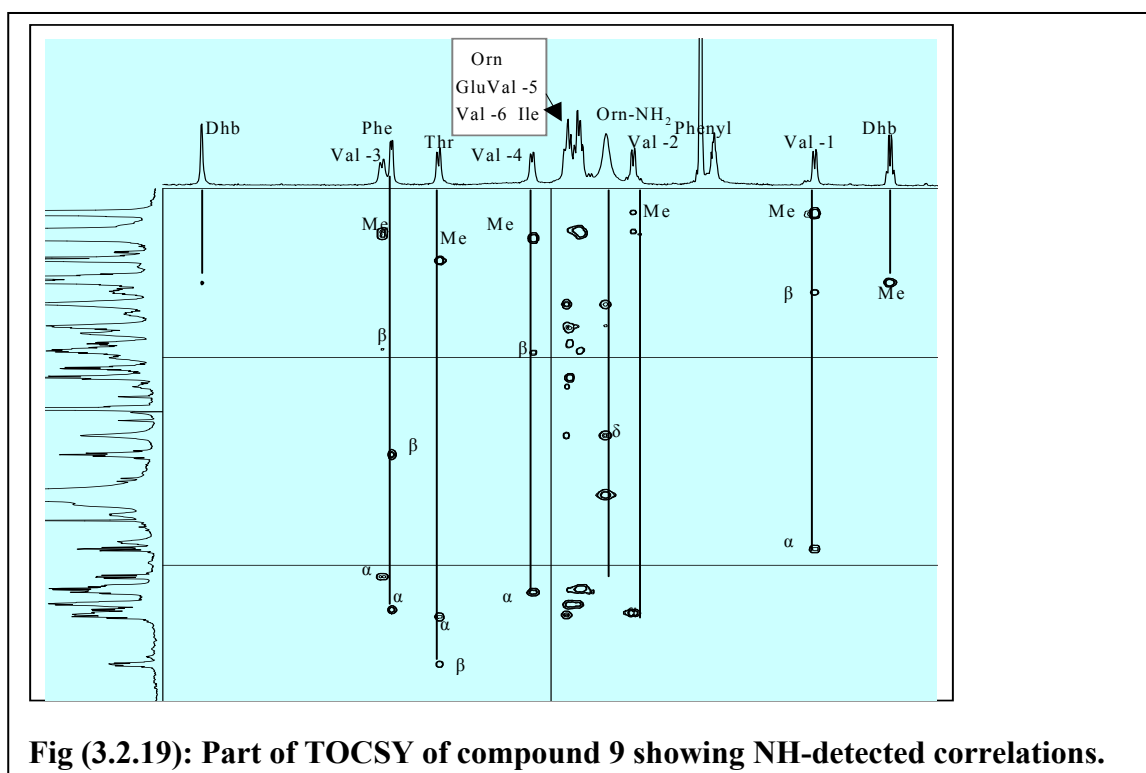 Orn
GluVal -5
Val -6 Ile
Dhb
Phe
Val -3
Thr
Val -4
Orn-NH2
Val -2
Phenyl
Val -1
Dhb
Me
Me
Me
Me
Me
Me
β
β
β
β
δ
α
α
α
α
α
β
Fig (3.2.19): Part of TOCSY of compound 9 showing NH-detected correlations.